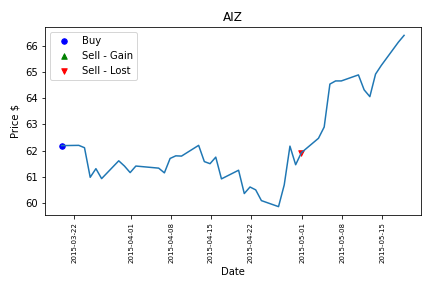 AIZ
Buy
Sell - Gain
Sell - Lost
Price $
66
65
64
63
62
61
60
2015-03-22
2015-04-01
2015-04-08
2015-04-15
2015-04-22
2015-05-01
2015-05-08
2015-05-15
Date